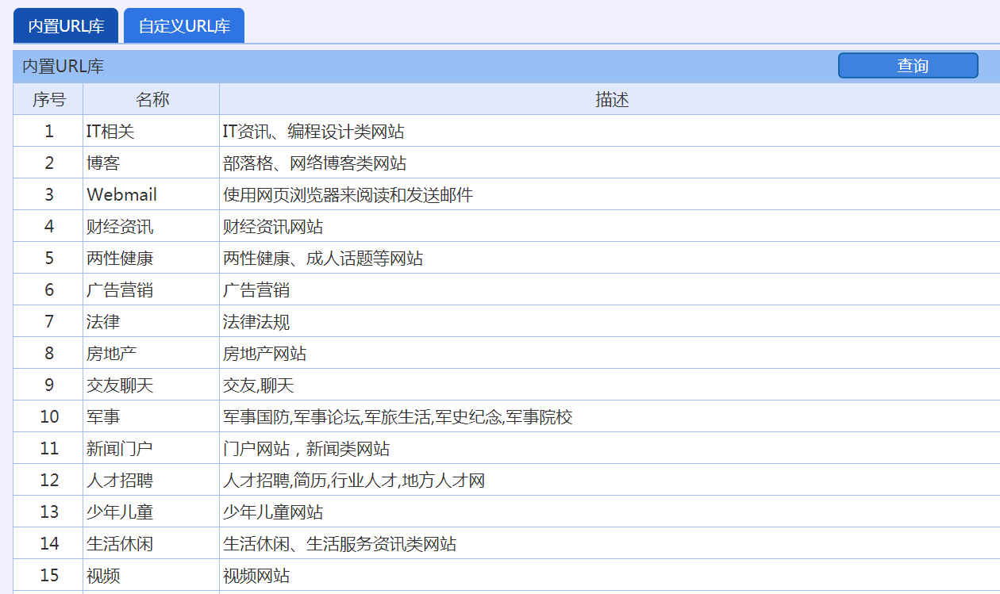 内置URL库 自定义URL库
内置URL库 查询
序号 名称 描述
1 IT相关 IT资讯、编程设计类网站
2 博客 部落格、网络博客类网站
3 Webmail 使用网页浏览器来阅读和发送邮件
4 财经资讯 财经资讯网站
5 两性健康 两性健康、成人话题等网站
6 广告营销 广告营销
7 法律 法律法规
8 房地产 房地产网站
9 交友聊天 交友,聊天
10 军事 军事国防,军事论坛,军旅生活,军史纪念,军事院校
11 新闻门户 门户网站，新闻类网站
12 人才招聘 人才招聘,简历,行业人才,地方人才网
13 少年儿童 少年儿童网站
14 生活休闲 生活休闲、生活服务资讯类网站
15 视频 视频网站